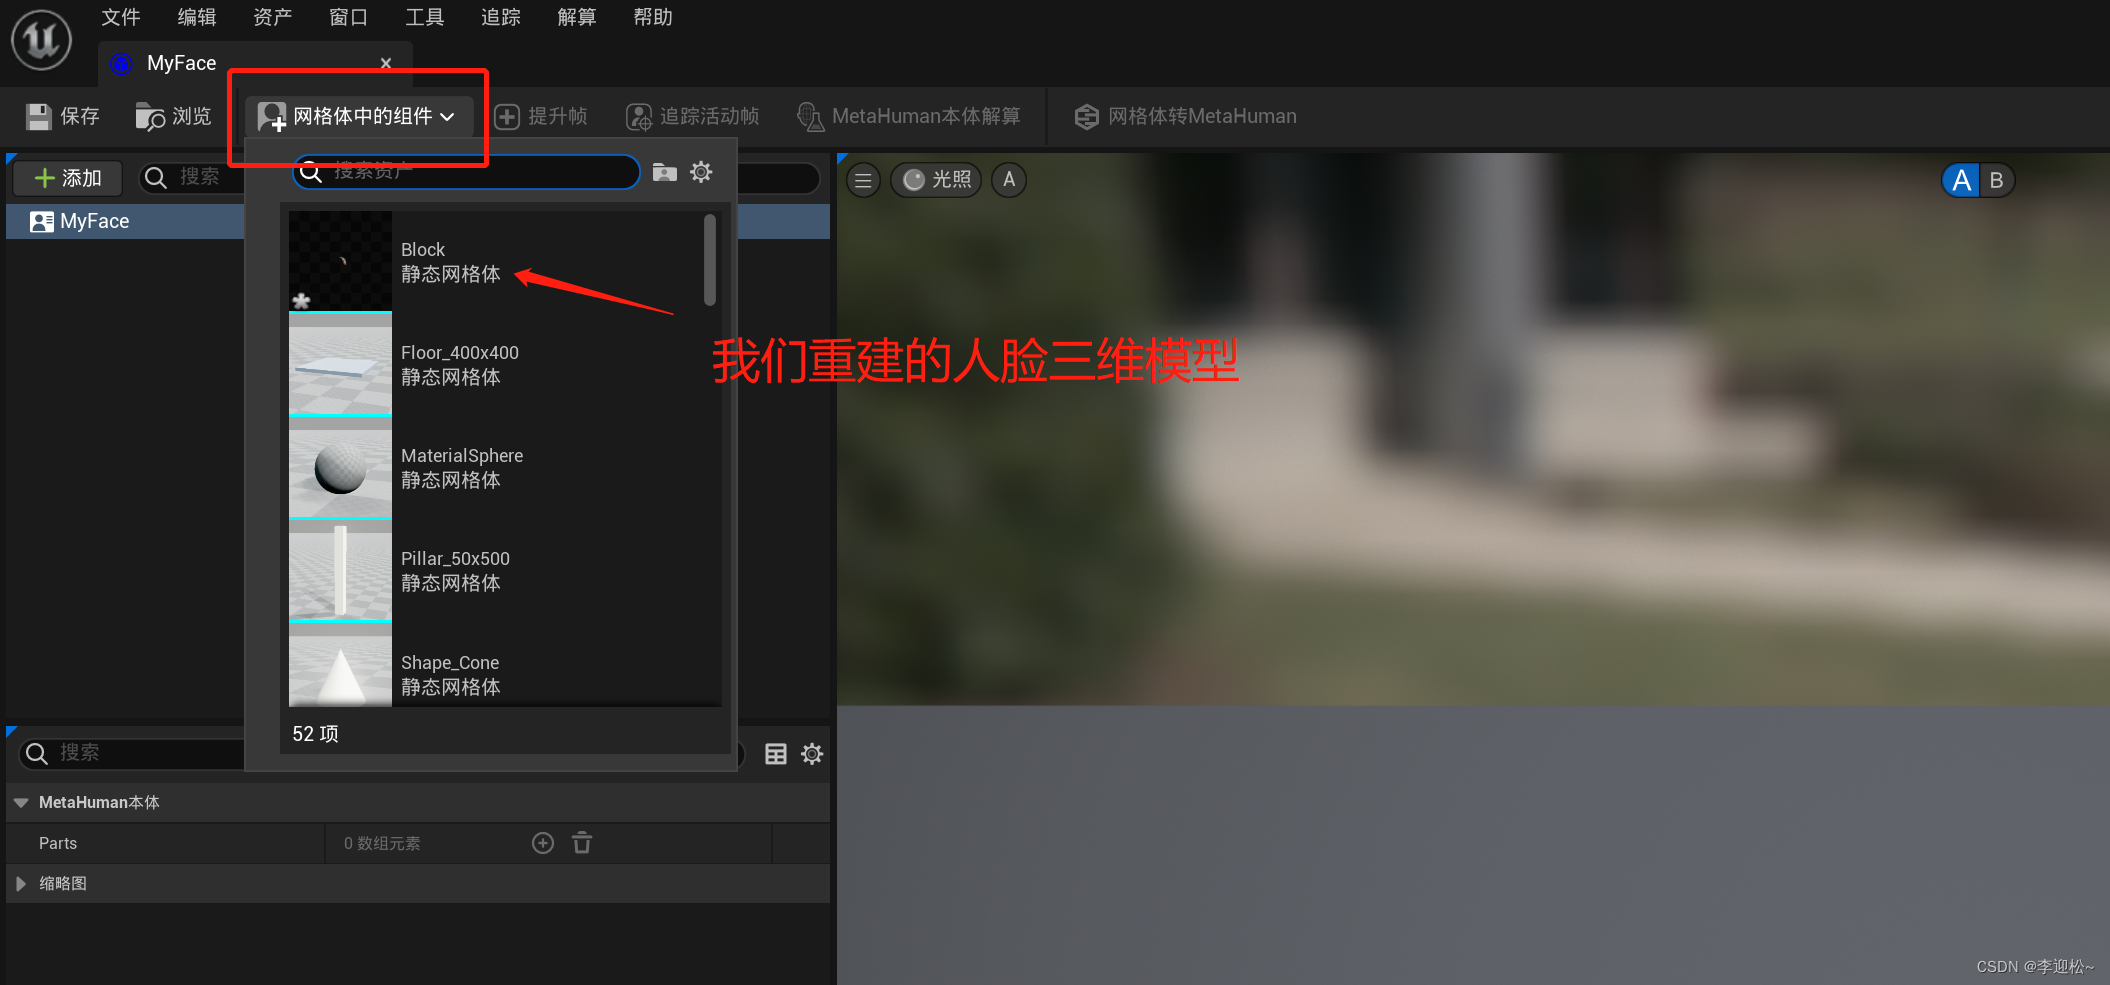 文件 编辑 资产 窗口 工具 追踪 解算 帮助
MyFace
保存 浏览 网格体中的组件 提升帧 追踪活动帧 MetaHuman本体解算 网格体转MetaHuman
添加 搜索 搜索资产 光照 A A B
MyFace
Block
静态网格体
Floor_400x400
静态网格体
我们重建的人脸三维模型
MaterialSphere
静态网格体
Pillar_50x500
静态网格体
Shape_Cone
静态网格体
52 项
搜索
MetaHuman本体
Parts 0 数组元素
缩略图
CSDN @李迎松~